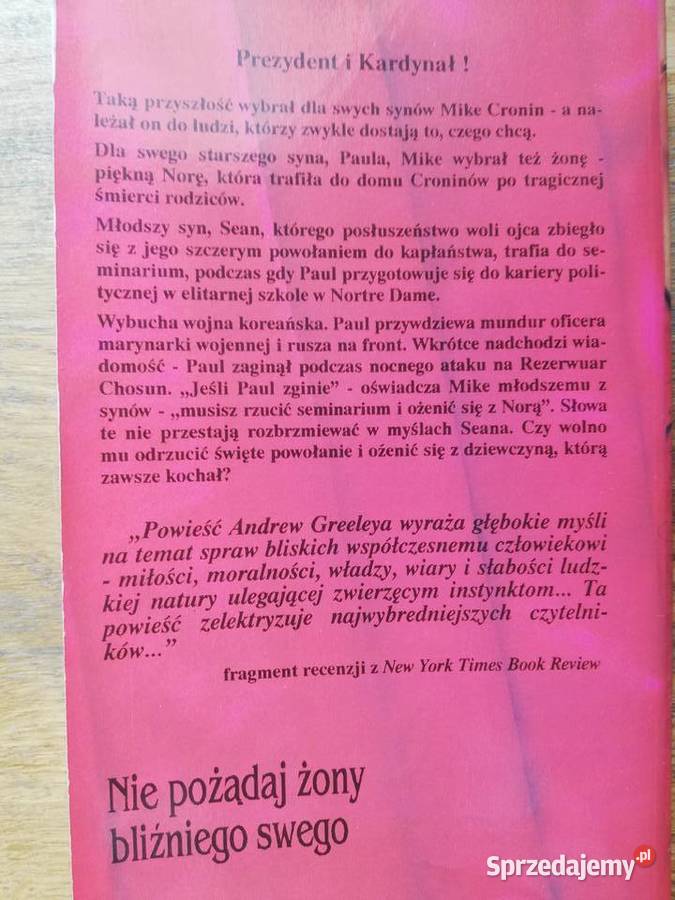 Prezydent i Kardynał !
Taką przyszłość wybrał dla swych synów Mike Cronin - a na-
leżał on do ludzi, którzy zwykle dostają to, czego chcą.
Dla swego starszego syna, Paula, Mike wybrał też żonę -
piękną Norę, która trafiła do domu Croninów po tragicznej
śmierci rodziców.
Młodszy syn, Sean, którego posłuszeństwo woli ojca zbiegło
się z jego szczerym powołaniem do kapłaństwa, trafia do se-
minarium, podczas gdy Paul przygotowuje się do kariery poli-
tycznej w elitarnej szkole w Nortre Dame.
Wybucha wojna koreańska. Paul przywdziewa mundur oficera
marynarki wojennej i rusza na front. Wkrótce nadchodzi wia-
domość - Paul zaginął podczas nocnego ataku na Rezerwuar
Chosun. „Jeśli Paul zginie” - oświadcza Mike młodszemu z
synów - „musisz rzucić seminarium i ożenić się z Norą”. Słowa
te nie przestają rozbrzmiewać w myślach Seana. Czy wolno
mu odrzucić święte powołanie i ożenić się z dziewczyną, którą
zawsze kochał?
„Powieść Andrew Greeleya wyraża głębokie myśli
na temat spraw bliskich współczesnemu człowiekowi
- miłości, moralności, władzy, wiary i słabości ludz-
kiej natury ulegającej zwierzęcym instynktom... Ta
powieść zelektryzuje najwybredniejszych czytelni-
ków...”
fragment recenzji z New York Times Book Review
Nie pożądaj żony
bliźniego swego
Sprzedajemy.pl